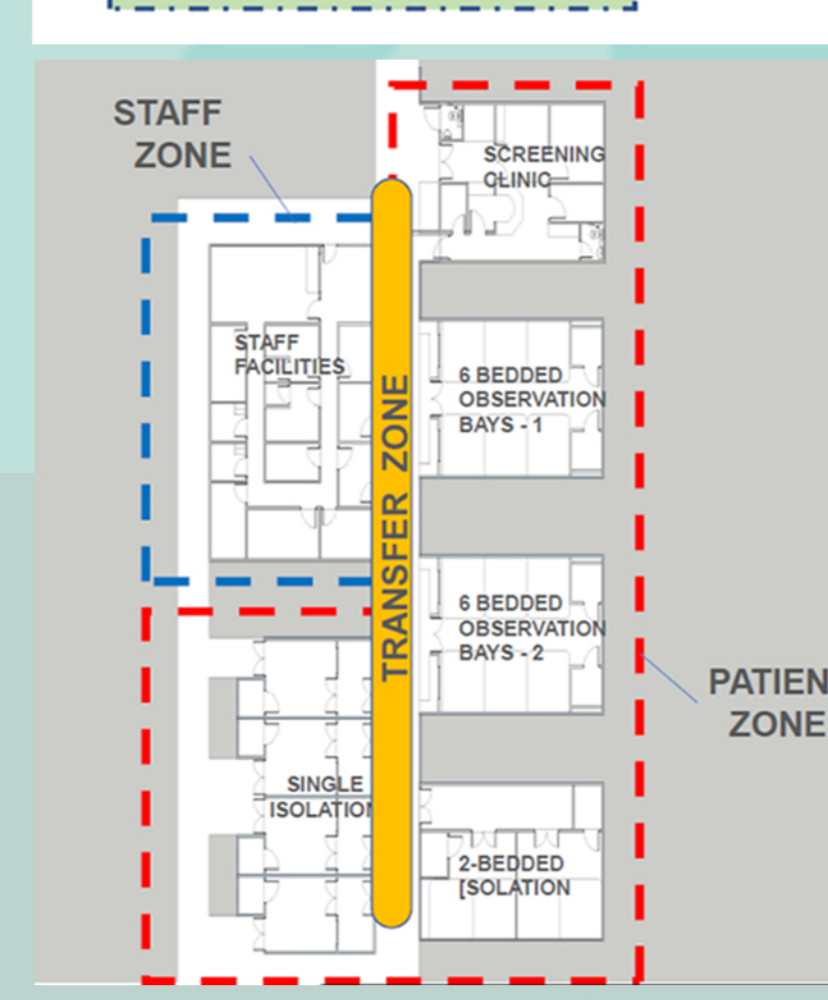 STAFF
ZONE
SCREENING
CLINIC
STAFF
FACILITIES
6 BEDDED
OBSERVATION
BAYS - 1
TRANSFER ZONE
6 BEDDED
OBSERVATION
BAYS - 2
PATIEN
ZONE
SINGLE
ISOLATION
2-BEDDED
[SOLATION